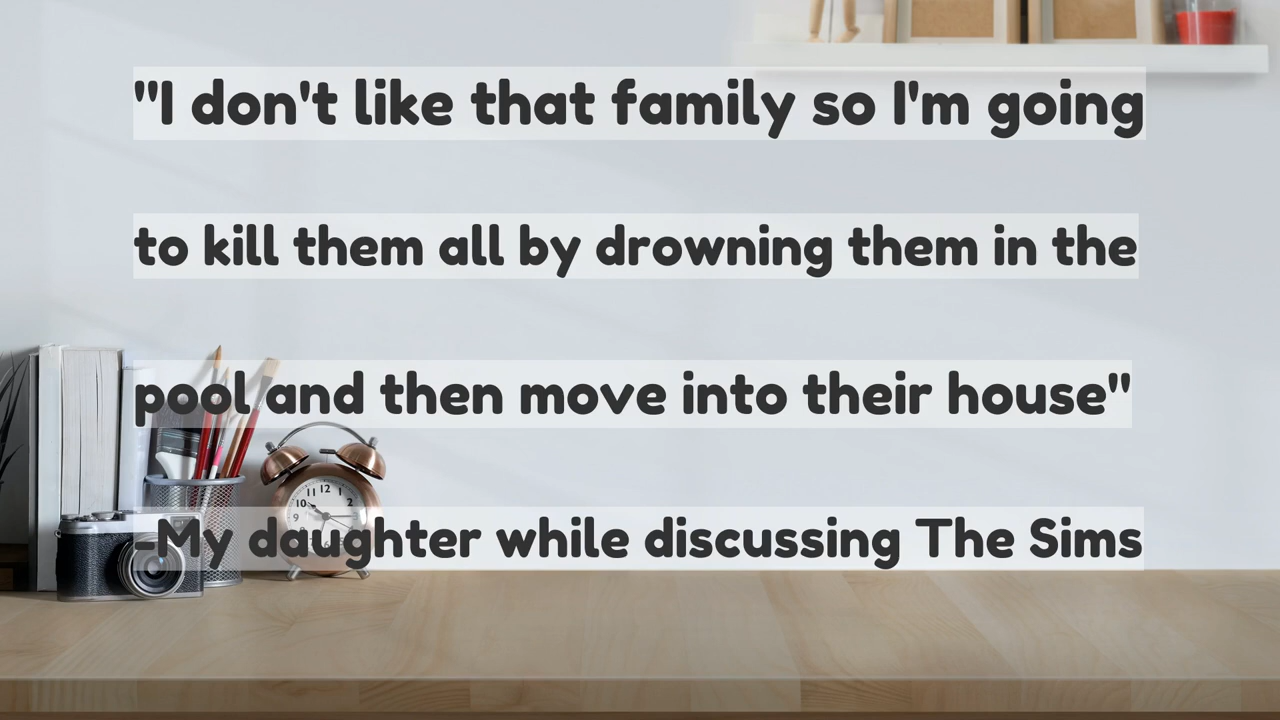 "I don't like that family so I'm going
to kill them all by drowning them in the
pool and then move into their house"
-My daughter while discussing The Sims